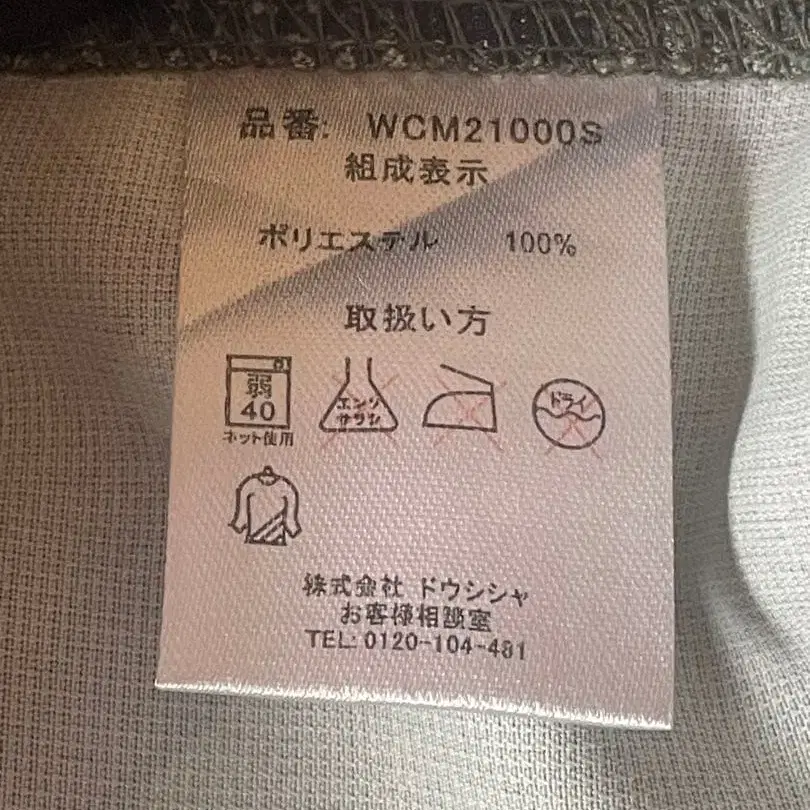 品番: WCM21000S
組成表示
ポリエステル 100%
取扱い方
弱
40
ネット使用
エンソ
サラシ
ドライ
株式会社 ドウシシャ
お客様相談室
TEL: 0120-104-481